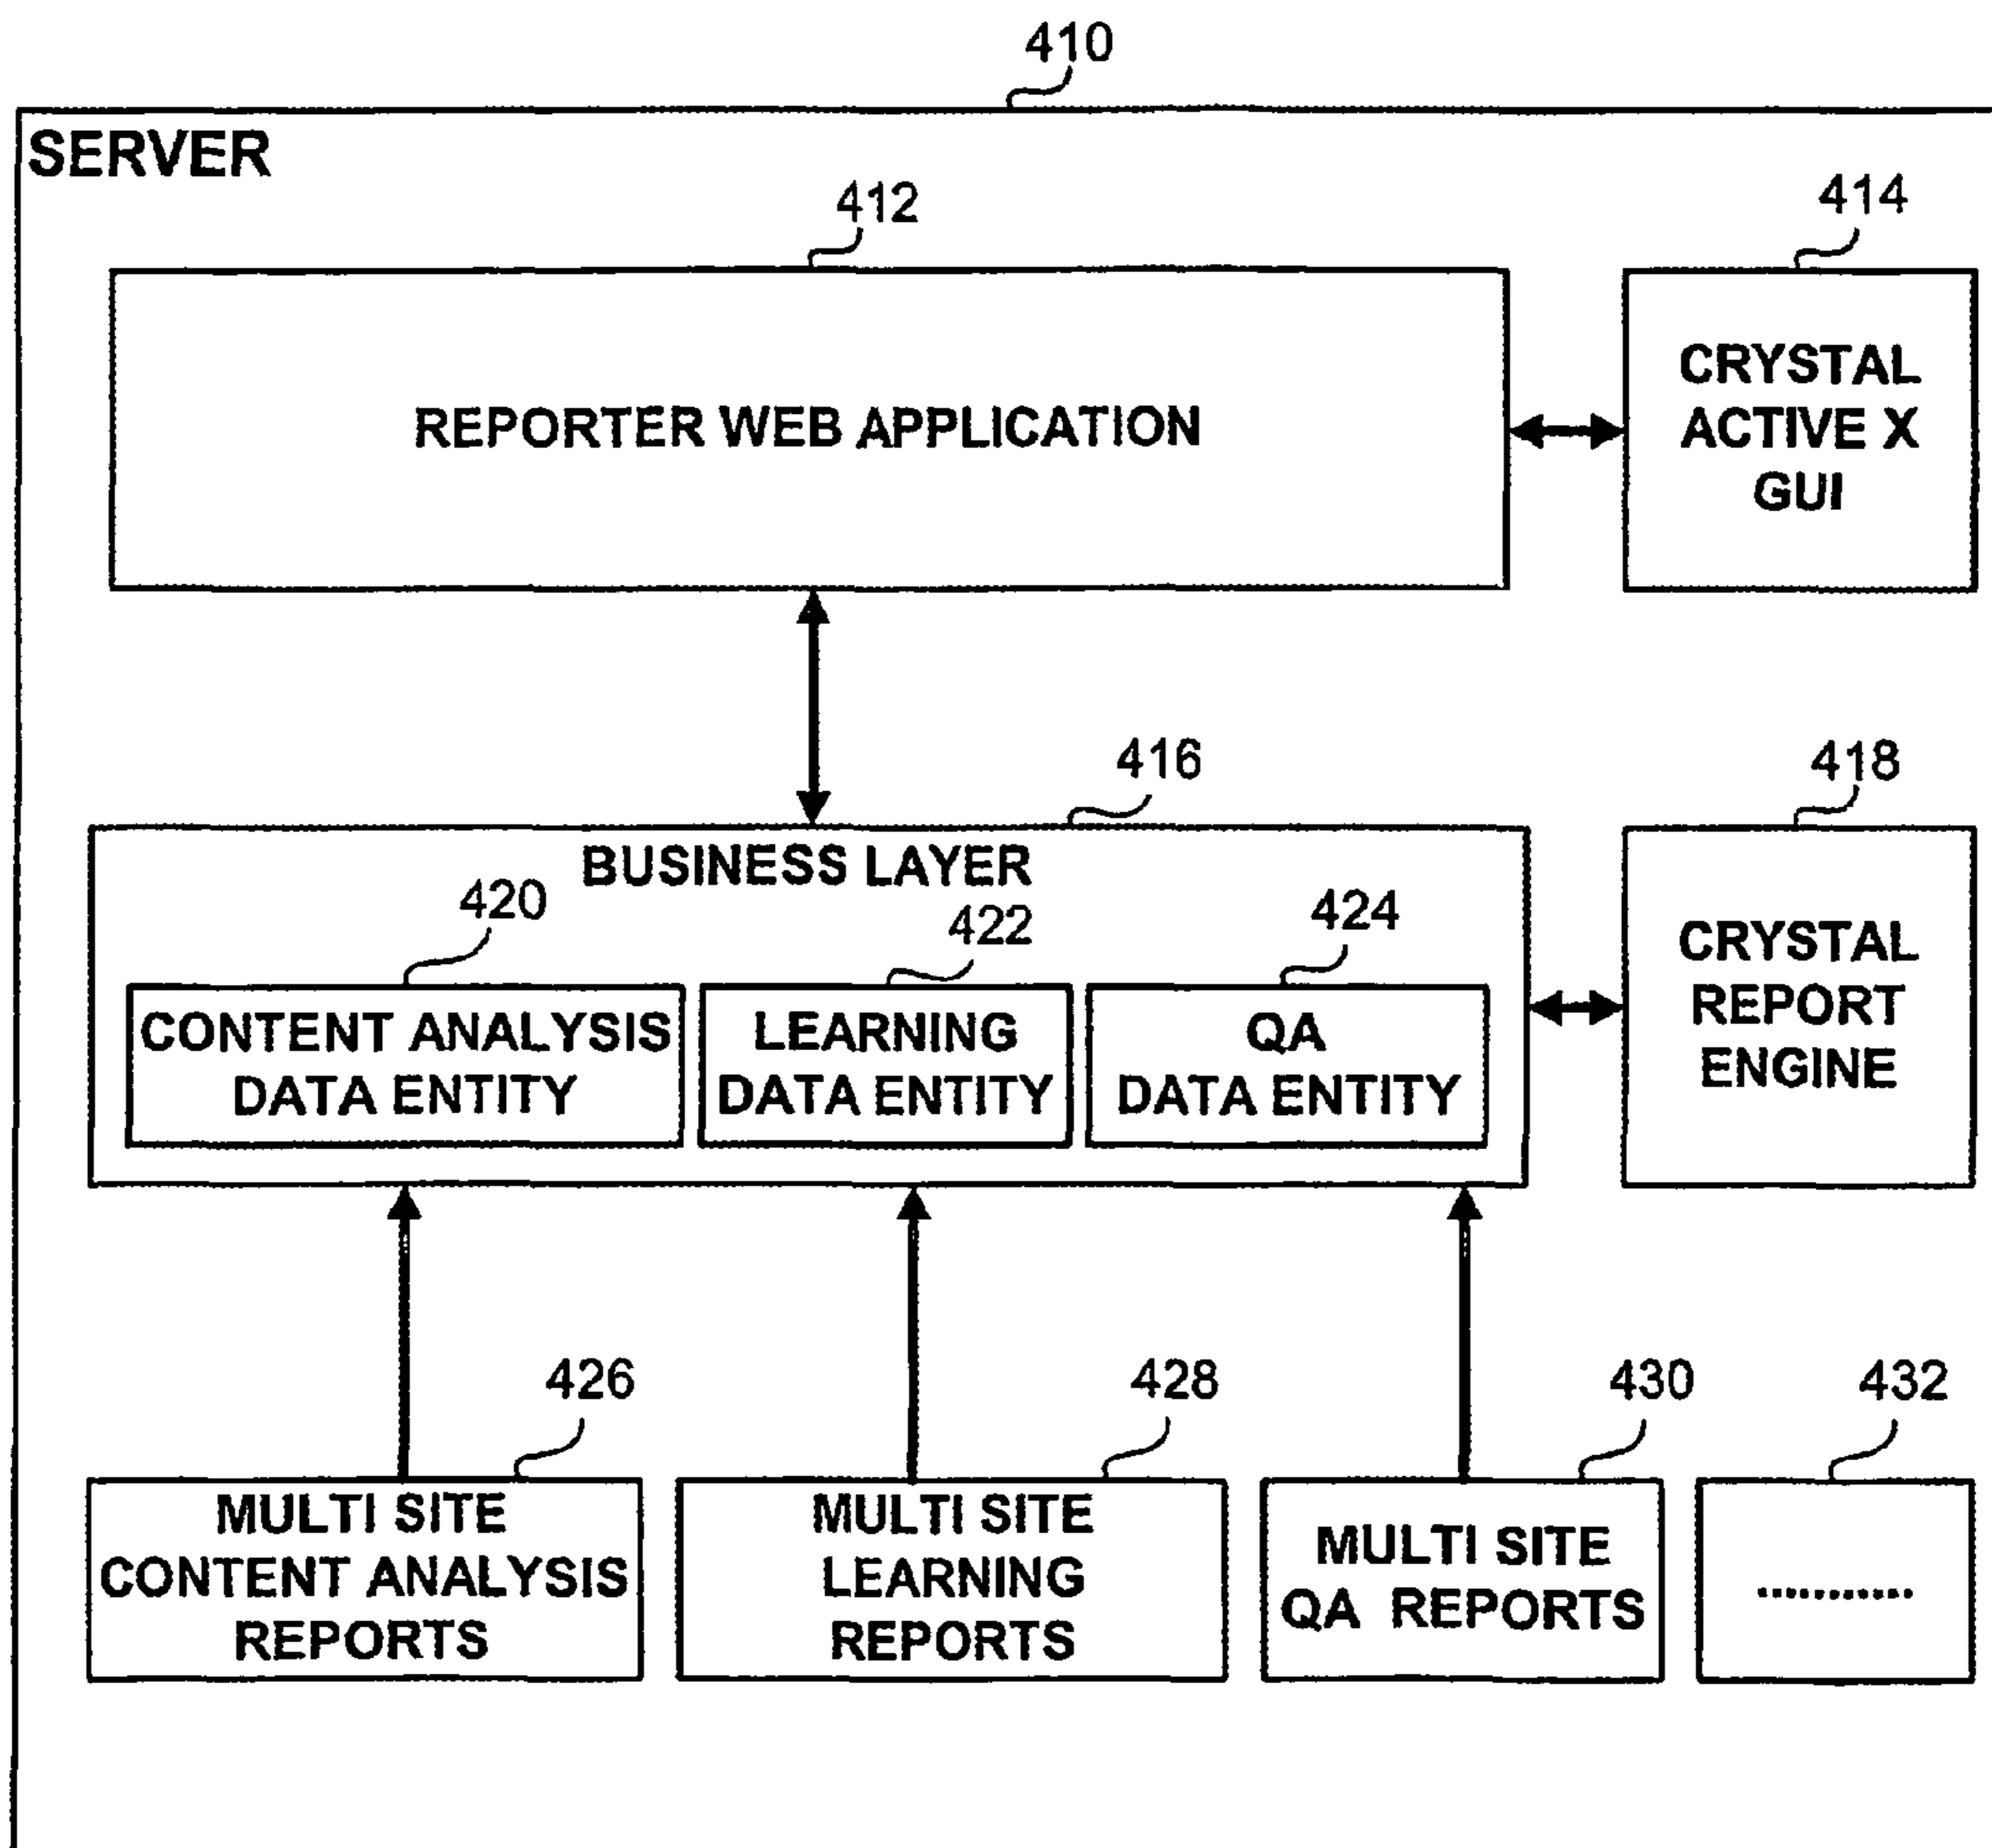 410
SERVER
412
414
REPORTER WEB APPLICATION
CRYSTAL
ACTIVE X
GUI
416
418
BUSINESS LAYER
420
422
424
CONTENT ANALYSIS
DATA ENTITY
LEARNING
DATA ENTITY
QA
DATA ENTITY
CRYSTAL
REPORT
ENGINE
426
428
430
432
MULTI SITE
CONTENT ANALYSIS
REPORTS
MULTI SITE
LEARNING
REPORTS
MULTI SITE
QA REPORTS
...........